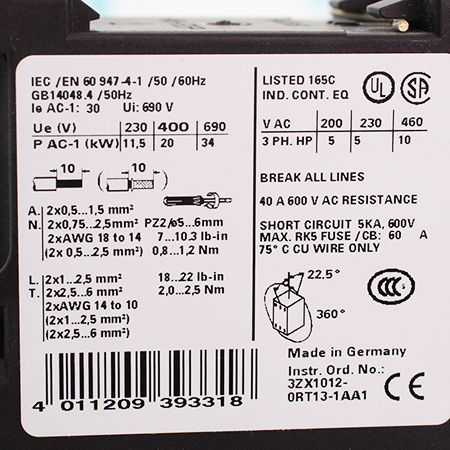 IEC /EN 60 947-4-1 /50 /60Hz
GB14048.4 /50Hz
Ie AC-1: 30 Ui: 690 V
Ue (V) 230 400 690
P AC-1 (kW) 11,5 20 34
10 10
A. 2x0,5...1,5 mm²
N. 2x0,75...2,5mm² PZ2/ø5...6mm
2xAWG 18 to 14 7...10.3 lb-in
(2x 0,5...2,5 mm²) 0,8...1,2 Nm
L. 2x1...2,5 mm² 18...22 lb-in
T. 2x2,5...6 mm² 2,0...2,5 Nm
2xAWG 14 to 10
(2x1...2,5 mm²)
(2x2,5...6 mm²)
4 011209 393318
LISTED 165C
IND. CONT. EQ
UL SA
V AC 200 230 460
3 PH. HP 5 5 10
BREAK ALL LINES
40 A 600 V AC RESISTANCE
SHORT CIRCUIT 5KA, 600V
MAX. RK5 FUSE /CB: 60 A
75° C CU WIRE ONLY
22.5°
360°
CCC
Made in Germany
Instr. Ord. No.:
3ZX1012-
0RT13-1AA1
CE